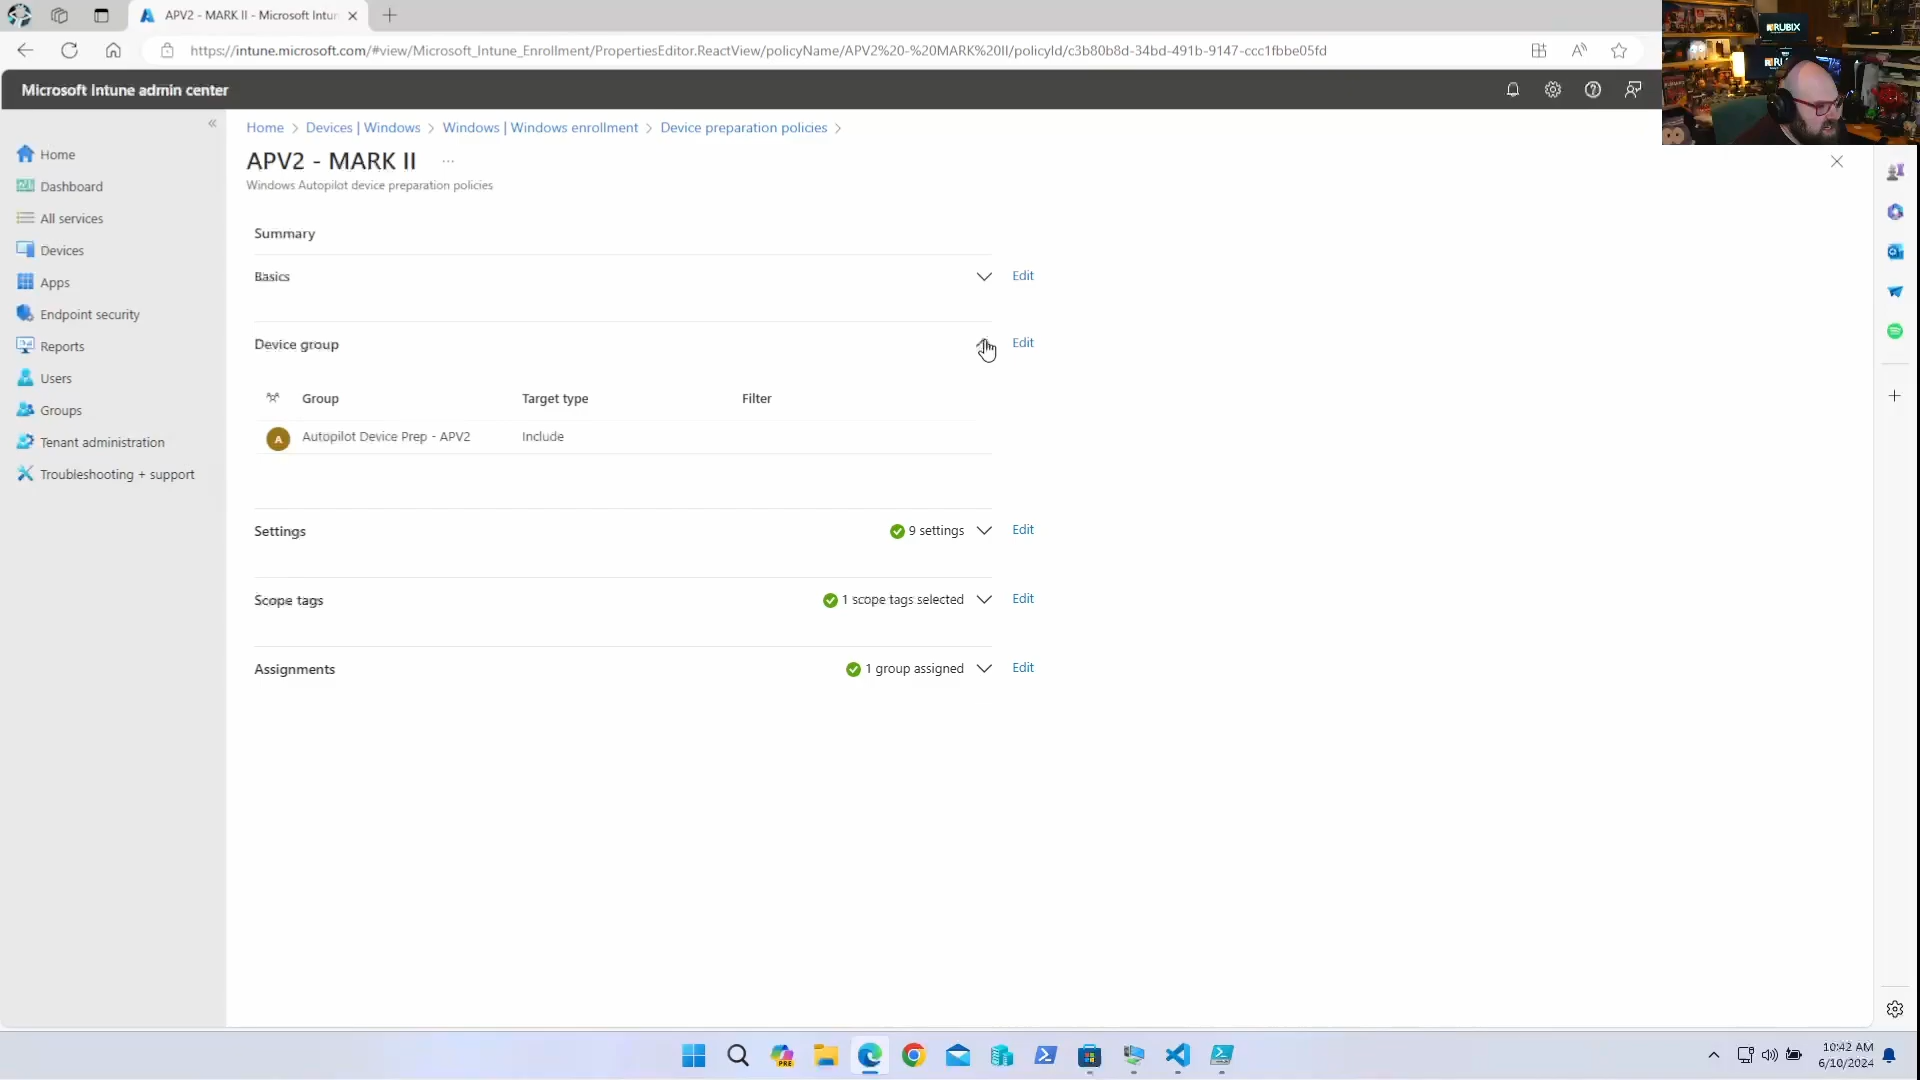 APV2 - MARK II - Microsoft Intun
https://intune.microsoft.com/#view/Microsoft_Intune_Enrollment/PropertiesEditor.ReactView/policyName/APV2%20-%20MARK%20II/policyId/c3b80b8d-34bd-491b-9147-ccc1fbbe05fd
Microsoft Intune admin center
Home
Dashboard
All services
Devices
Apps
Endpoint security
Reports
Users
Groups
Tenant administration
Troubleshooting + support
Home > Devices | Windows > Windows | Windows enrollment > Device preparation policies >
APV2 - MARK II ...
Windows Autopilot device preparation policies
Summary
Basics Edit
Device group Edit
Group Target type Filter
A Autopilot Device Prep - APV2 Include
Settings 9 settings Edit
Scope tags 1 scope tags selected Edit
Assignments 1 group assigned Edit
RUBIX
PRE
10:42 AM
6/10/2024